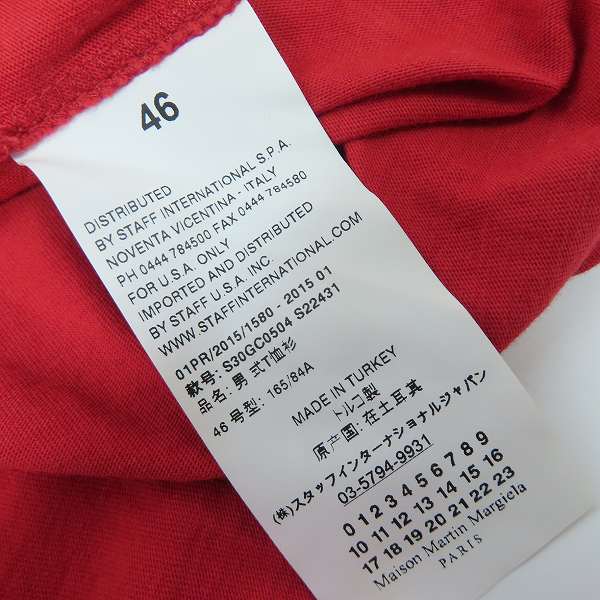 46
DISTRIBUTED
BY STAFF INTERNATIONAL S.P.A.
NOVENTA VICENTINA - ITALY
PH 0444 784500 FAX 0444 784580
FOR U.S.A. ONLY
IMPORTED AND DISTRIBUTED
BY STAFF U.S.A. INC.
WWW.STAFFINTERNATIONAL.COM
01PR/2015/1580 - 2015 01
款号: S30GC0504 S22431
品名: 男 式T恤衫
46 号型: 165/84A
MADE IN TURKEY
トルコ製
原产国: 在土耳其
(株)スタッフインターナショナルジャパン
03-5794-9931
0 1 2 3 4 5 6 7 8 9
10 11 12 13 14 15 16
17 18 19 20 21 22 23
Maison Martin Margiela
PARIS